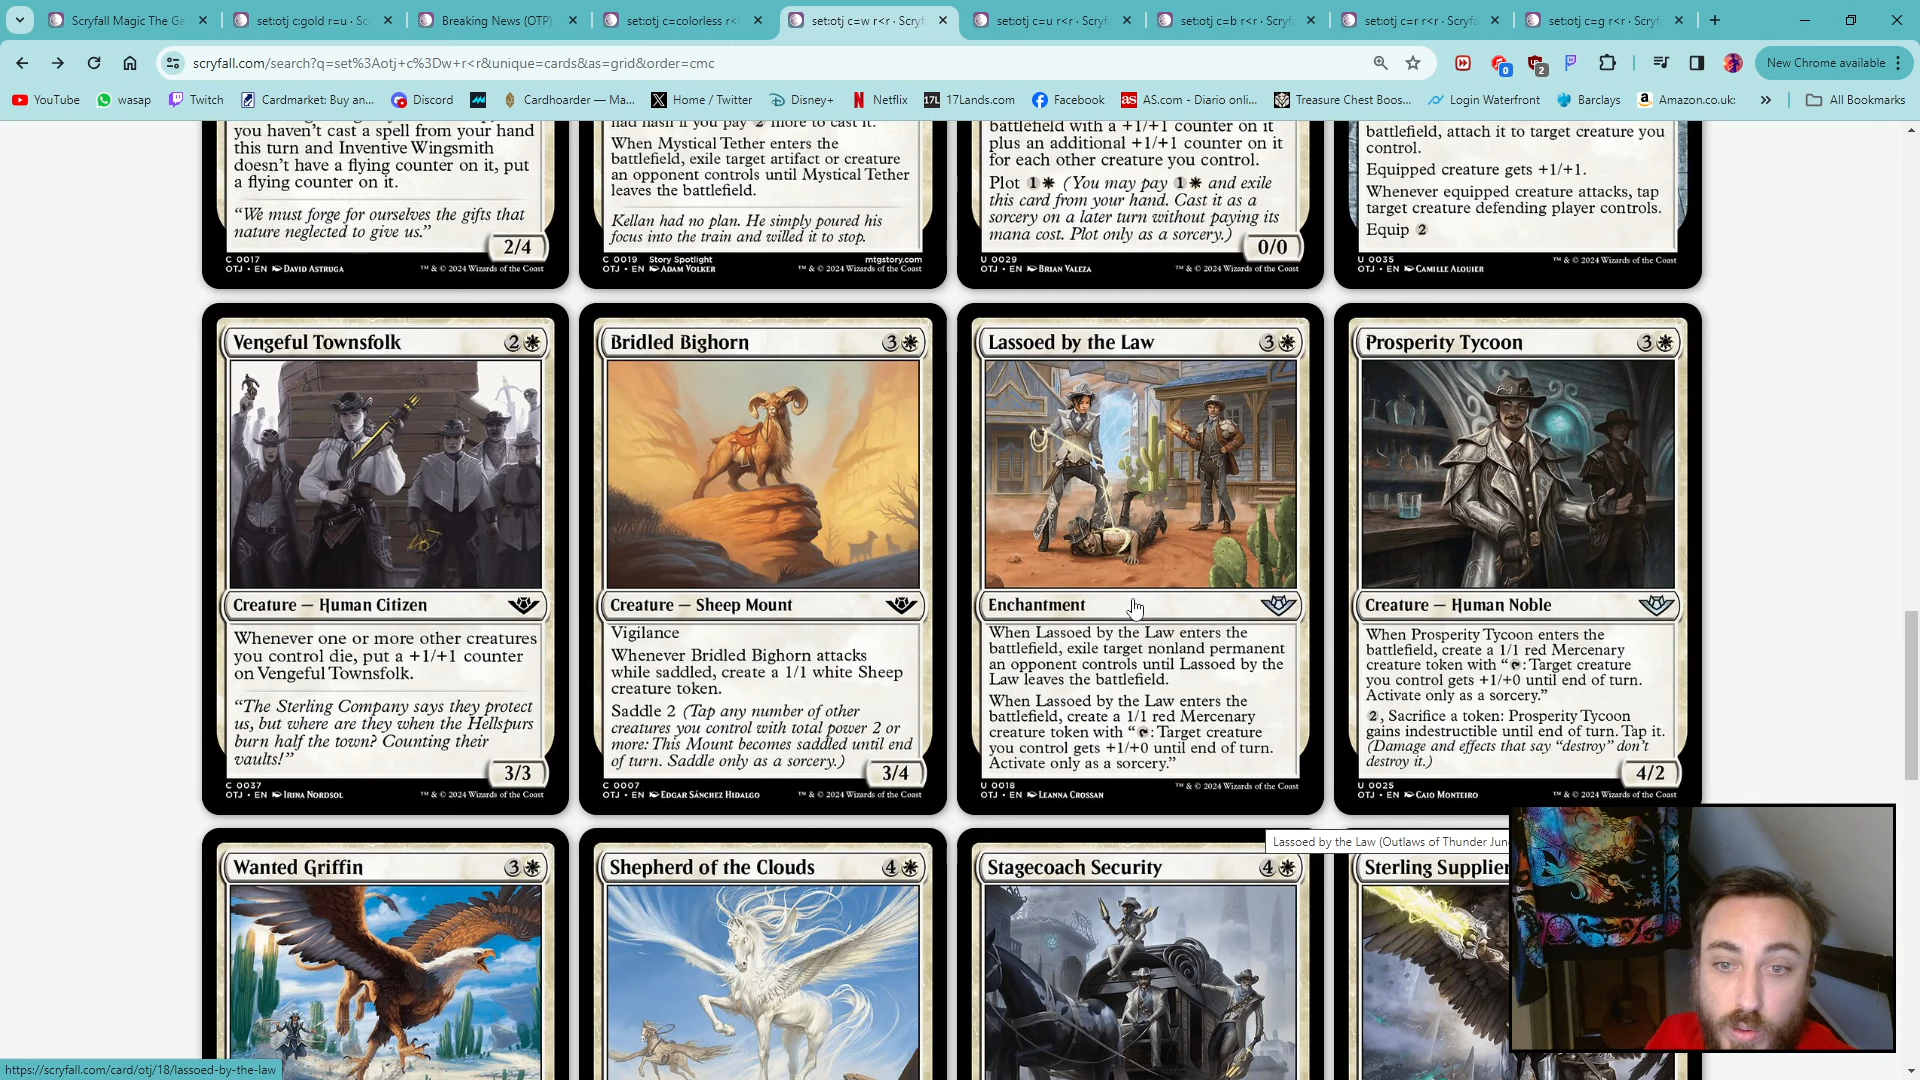 Scryfall Magic The Ga
set:otj c:gold r=u · Sc
Breaking News (OTP)
set:otj c=colorless r<
set:otj c=w r<r · Scryf
set:otj c=u r<r · Scryf
set:otj c=b r<r · Scryf
set:otj c=r r<r · Scryfa
set:otj c=g r<r · Scryf
scryfall.com/search?q=set%3Aotj+c%3Dw+r<r&unique=cards&as=grid&order=cmc
0
2
New Chrome available
YouTube
wasap
Twitch
Cardmarket: Buy an...
Discord
Cardhoarder — Ma...
Home / Twitter
Disney+
Netflix
17L 17Lands.com
Facebook
as AS.com - Diario onli...
Treasure Chest Boos...
Login Waterfront
Barclays
Amazon.co.uk:
All Bookmarks
you haven't cast a spell from your hand
this turn and Inventive Wingsmith
doesn't have a flying counter on it, put
a flying counter on it.
"We must forge for ourselves the gifts that
nature neglected to give us."
2/4
C 0017
OTJ • EN DAVID ASTRUGA
™ & © 2024 Wizards of the Coast
had flash if you pay 2 more to cast it.
When Mystical Tether enters the
battlefield, exile target artifact or creature
an opponent controls until Mystical Tether
leaves the battlefield.
Kellan had no plan. He simply poured his
focus into the train and willed it to stop.
C 0019 Story Spotlight
mtgstory.com
OTJ • EN ADAM VOLKER
™ & © 2024 Wizards of the Coast
battlefield with a +1/+1 counter on it
plus an additional +1/+1 counter on it
for each other creature you control.
Plot 1 (You may pay 1 and exile
this card from your hand. Cast it as a
sorcery on a later turn without paying its
mana cost. Plot only as a sorcery.)
0/0
U 0029
OTJ • EN BRIAN VALEZA
™ & © 2024 Wizards of the Coast
battlefield, attach it to target creature you
control.
Equipped creature gets +1/+1.
Whenever equipped creature attacks, tap
target creature defending player controls.
Equip 2
U 0035
OTJ • EN CAMILLE ALQUIER
™ & © 2024 Wizards of the Coast
Vengeful Townsfolk 2
Creature — Human Citizen
Whenever one or more other creatures
you control die, put a +1/+1 counter
on Vengeful Townsfolk.
"The Sterling Company says they protect
us, but where are they when the Hellspurs
burn half the town? Counting their
vaults!"
3/3
C 0037
OTJ • EN IRINA NORDSOL
™ & © 2024 Wizards of the Coast
Bridled Bighorn 3
Creature — Sheep Mount
Vigilance
Whenever Bridled Bighorn attacks
while saddled, create a 1/1 white Sheep
creature token.
Saddle 2 (Tap any number of other
creatures you control with total power 2 or
more: This Mount becomes saddled until end
of turn. Saddle only as a sorcery.)
3/4
C 0007
OTJ • EN EDGAR SÁNCHEZ HIDALGO
™ & © 2024 Wizards of the Coast
Lassoed by the Law 3
Enchantment
When Lassoed by the Law enters the
battlefield, exile target nonland permanent
an opponent controls until Lassoed by the
Law leaves the battlefield.
When Lassoed by the Law enters the
battlefield, create a 1/1 red Mercenary
creature token with ": Target creature
you control gets +1/+0 until end of turn.
Activate only as a sorcery."
U 0018
OTJ • EN LEANNA CROSSAN
™ & © 2024 Wizards of the Coast
Prosperity Tycoon 3
Creature — Human Noble
When Prosperity Tycoon enters the
battlefield, create a 1/1 red Mercenary
creature token with ": Target creature
you control gets +1/+0 until end of turn.
Activate only as a sorcery."
2, Sacrifice a token: Prosperity Tycoon
gains indestructible until end of turn. Tap it.
(Damage and effects that say "destroy" don't
destroy it.)
4/2
U 0025
OTJ • EN CAIO MONTEIRO
™ & © 2024 Wizards of the Coast
Lassoed by the Law (Outlaws of Thunder Jun
Wanted Griffin 3
Shepherd of the Clouds 4
Stagecoach Security 4
Sterling Supplier
https://scryfall.com/card/otj/18/lassoed-by-the-law